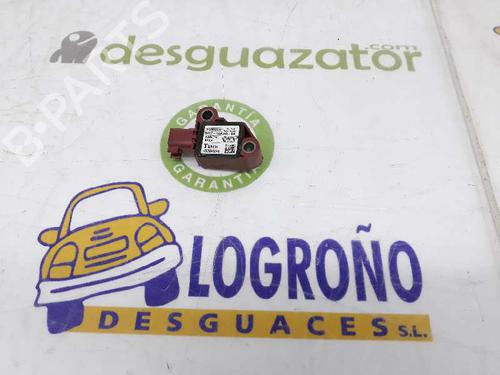 desguazator.com
GARANTIA
GARANTIA
B-PARTS
LOGROÑO
DESGUACES S.L.